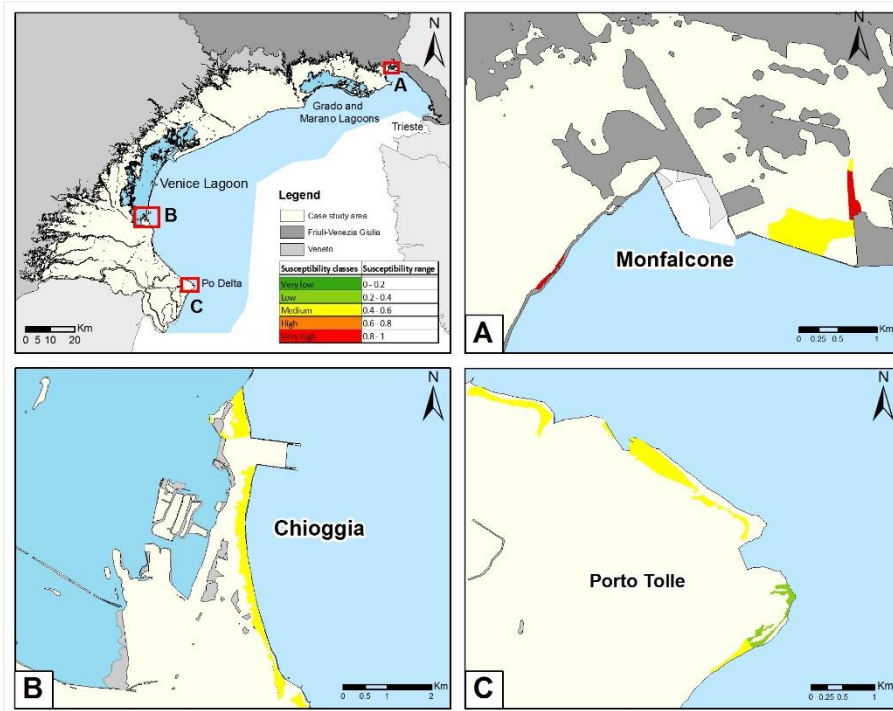 N
A
Grado and
Marano Lagoons
Trieste
Venice Lagoon
B
Po Delta
C
Legend
Case study area
Friuli-Venezia Giulia
Veneto
Susceptibility classes Susceptibility range
Very low 0 - 0.2
Low 0.2 - 0.4
Medium 0.4 - 0.6
High 0.6 - 0.8
Very high 0.8 - 1
Km
0 5 10 20
N
Monfalcone
A
Km
0 0.25 0.5 1
N
Chioggia
B
Km
0 0.5 1 2
N
Porto Tolle
C
Km
0 0.25 0.5 1